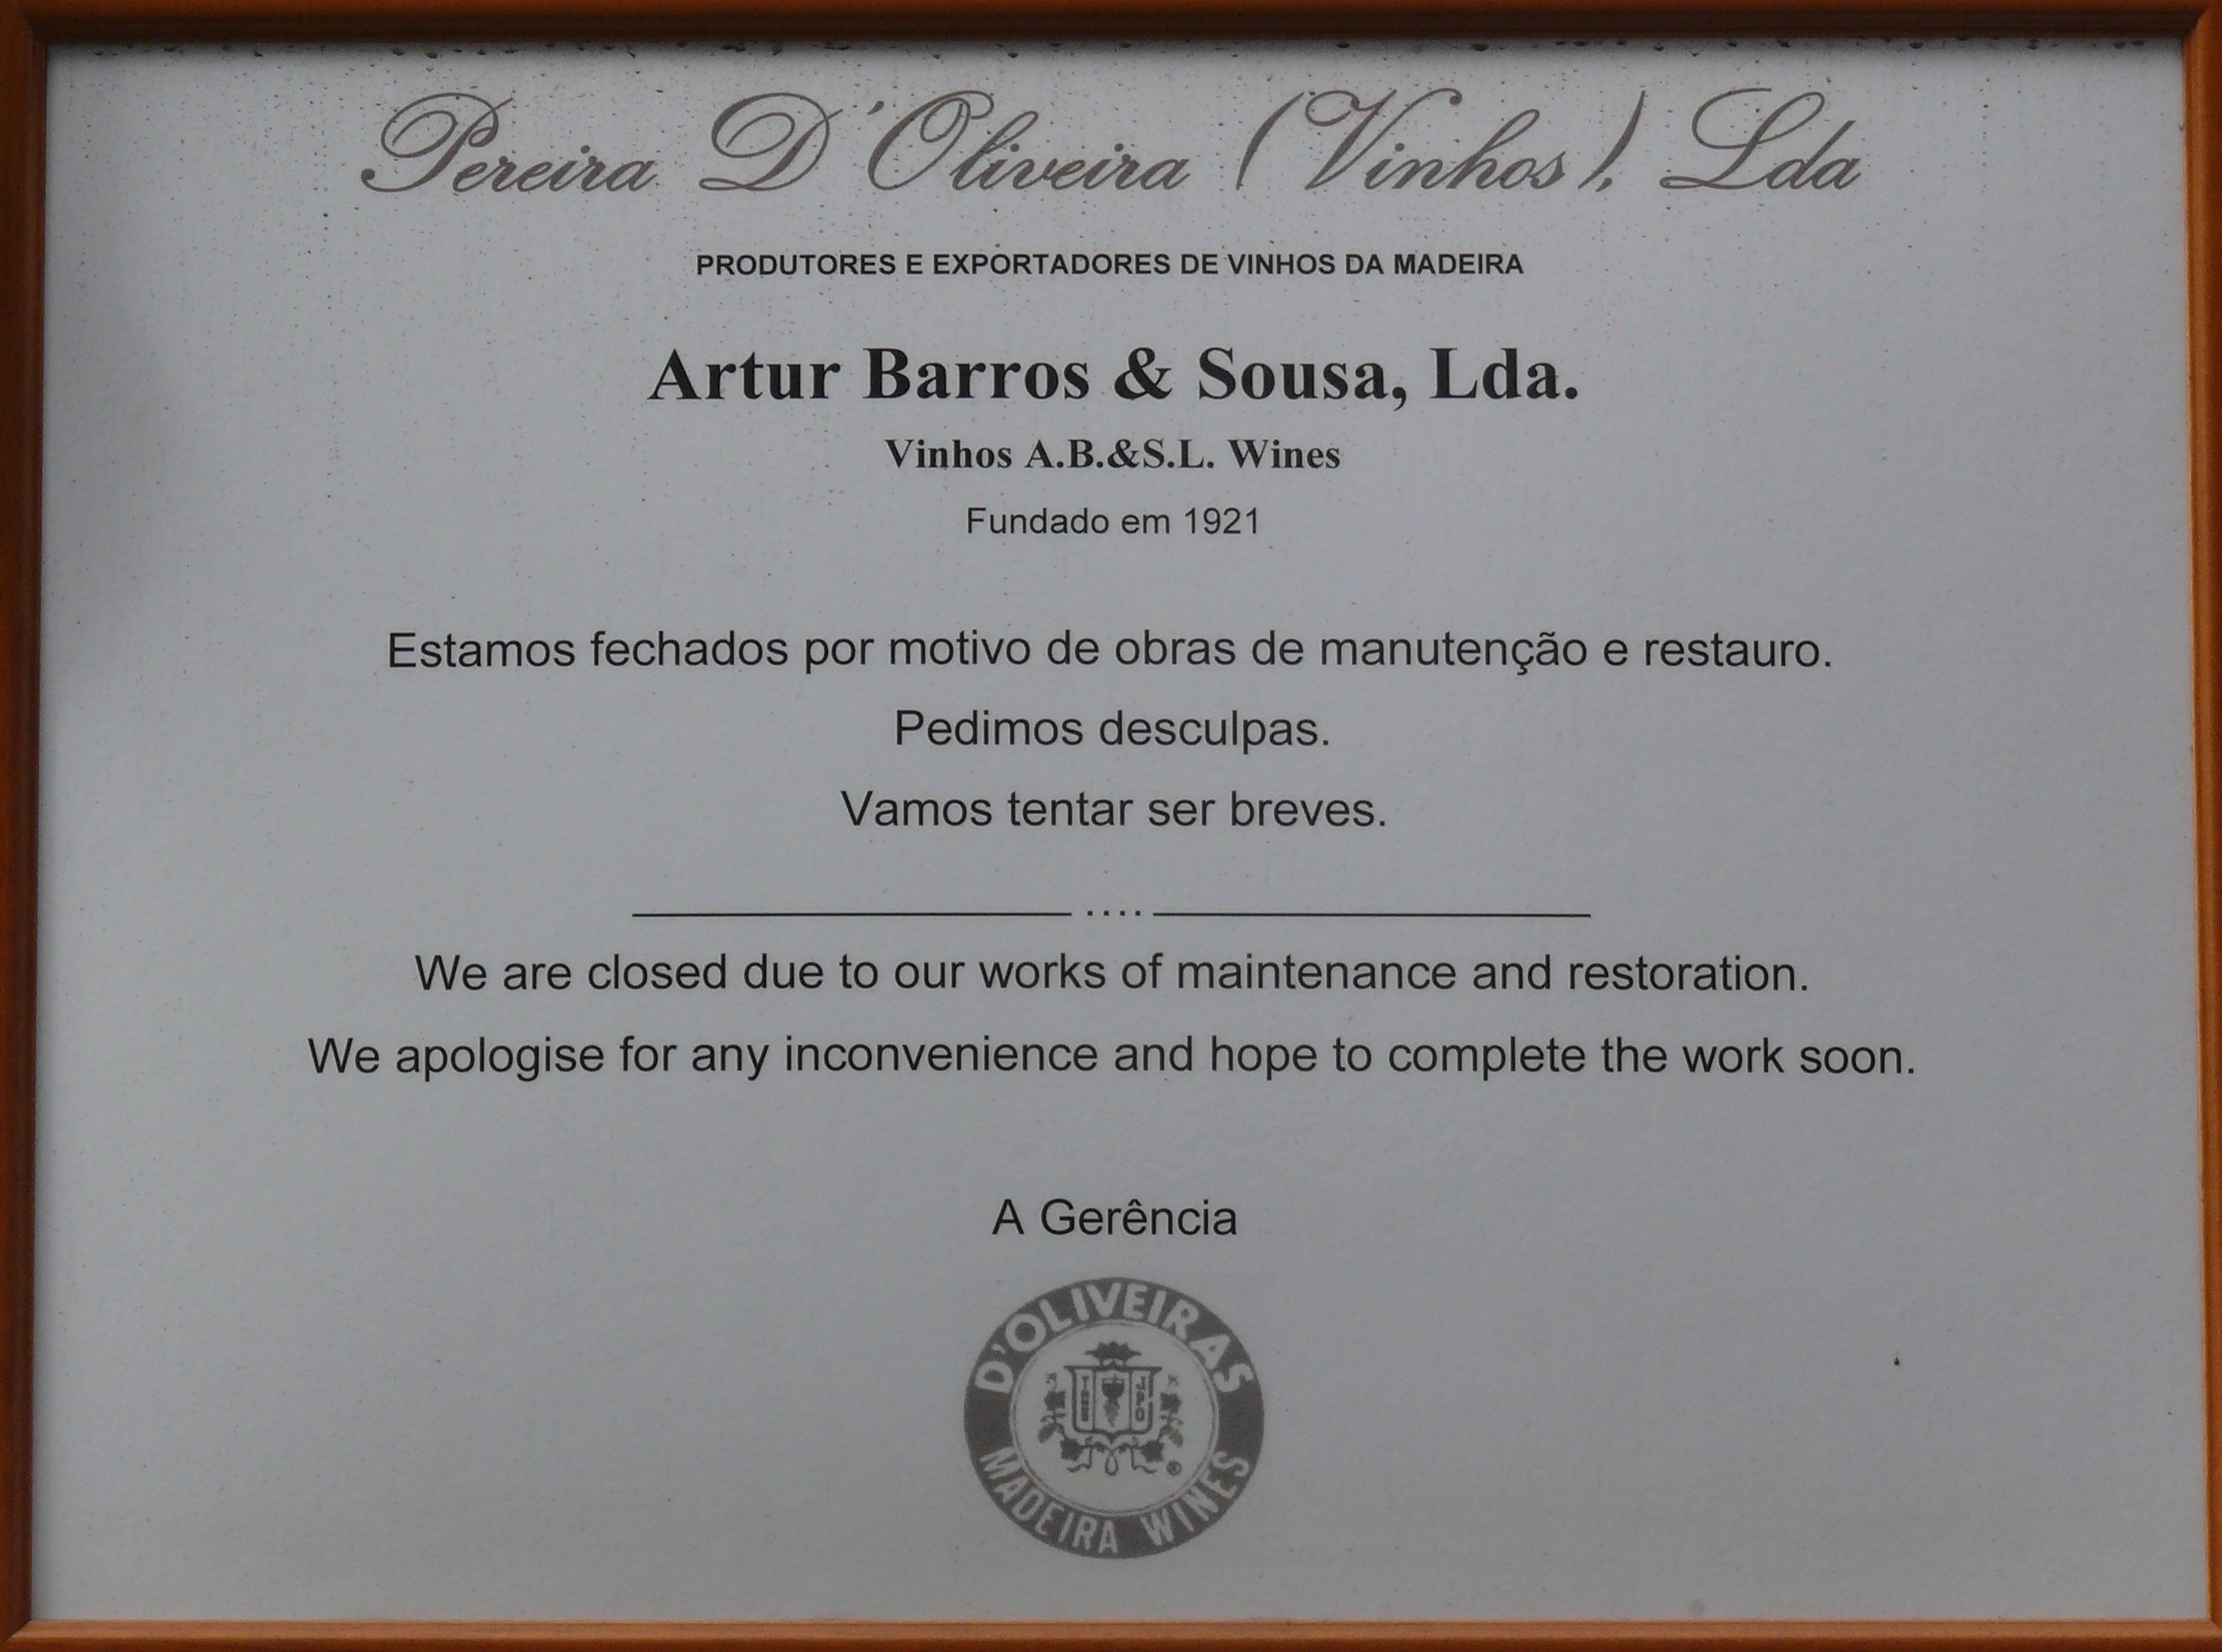 Pereira D'Oliveira (Vinhos), Lda
PRODUTORES E EXPORTADORES DE VINHOS DA MADEIRA
Artur Barros & Sousa, Lda.
Vinhos A.B.&S.L. Wines
Fundado em 1921
Estamos fechados por motivo de obras de manutenção e restauro.
Pedimos desculpas.
Vamos tentar ser breves.
....
We are closed due to our works of maintenance and restoration.
We apologise for any inconvenience and hope to complete the work soon.
A Gerência
D'OLIVEIRAS
MADEIRA WINES